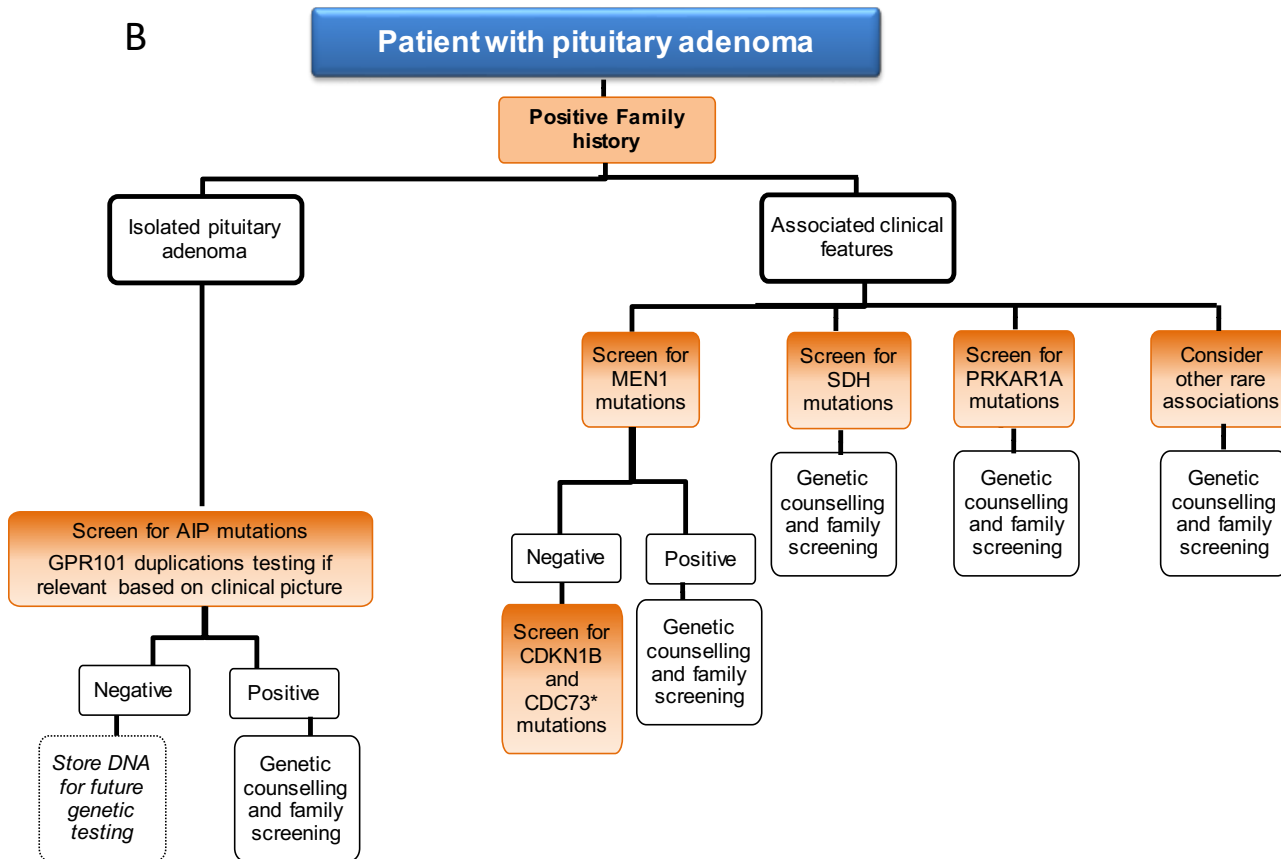 B
Patient with pituitary adenoma
Positive Family
history
Isolated pituitary
adenoma
Associated clinical
features
Screen for
MEN1
mutations
Screen for
SDH
mutations
Screen for
PRKAR1A
mutations
Consider
other rare
associations
Genetic
counselling
and family
screening
Genetic
counselling
and family
screening
Genetic
counselling
and family
screening
Screen for AIP mutations
GPR101 duplications testing if
relevant based on clinical picture
Negative
Positive
Screen for
CDKN1B
and
CDC73*
mutations
Genetic
counselling
and family
screening
Negative
Positive
Store DNA
for future
genetic
testing
Genetic
counselling
and family
screening